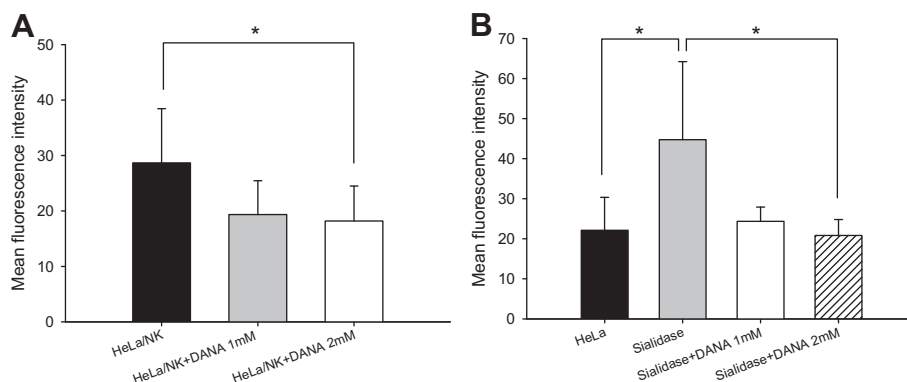 A
*
Mean fluorescence intensity
50
40
30
20
10
0
HeLa/NK
HeLa/NK+DANA 1mM
HeLa/NK+DANA 2mM
B
*
*
Mean fluorescence intensity
70
60
50
40
30
20
10
0
HeLa
Sialidase
Sialidase+DANA 1mM
Sialidase+DANA 2mM